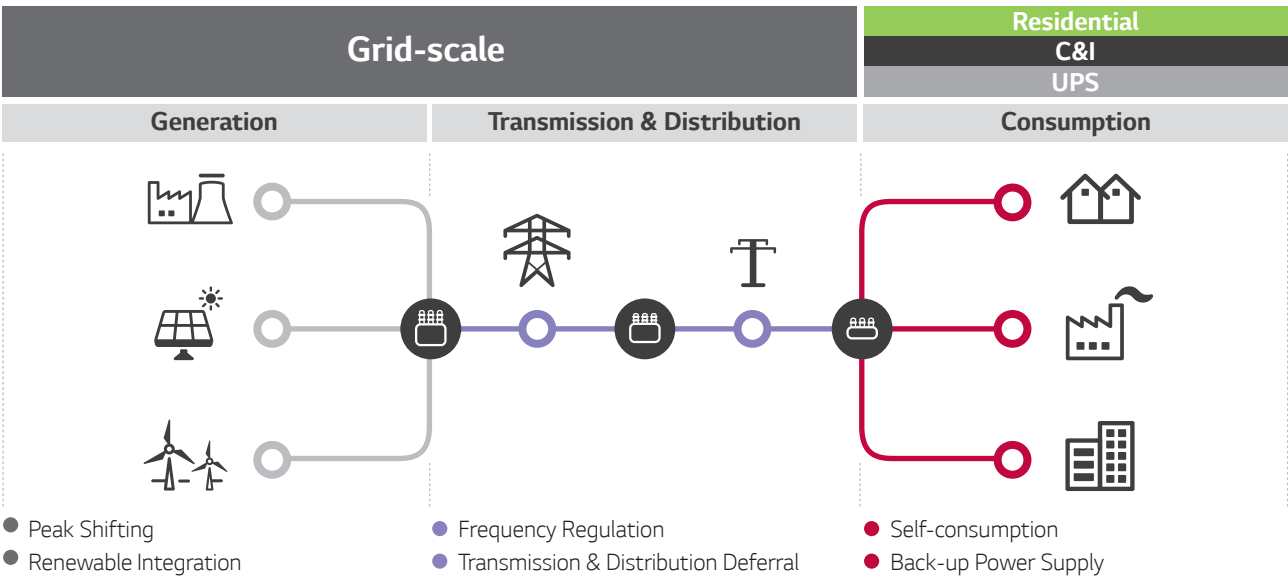 Grid-scale
Residential
C&I
UPS
Generation
Transmission & Distribution
Consumption
Peak Shifting
Renewable Integration
Frequency Regulation
Transmission & Distribution Deferral
Self-consumption
Back-up Power Supply